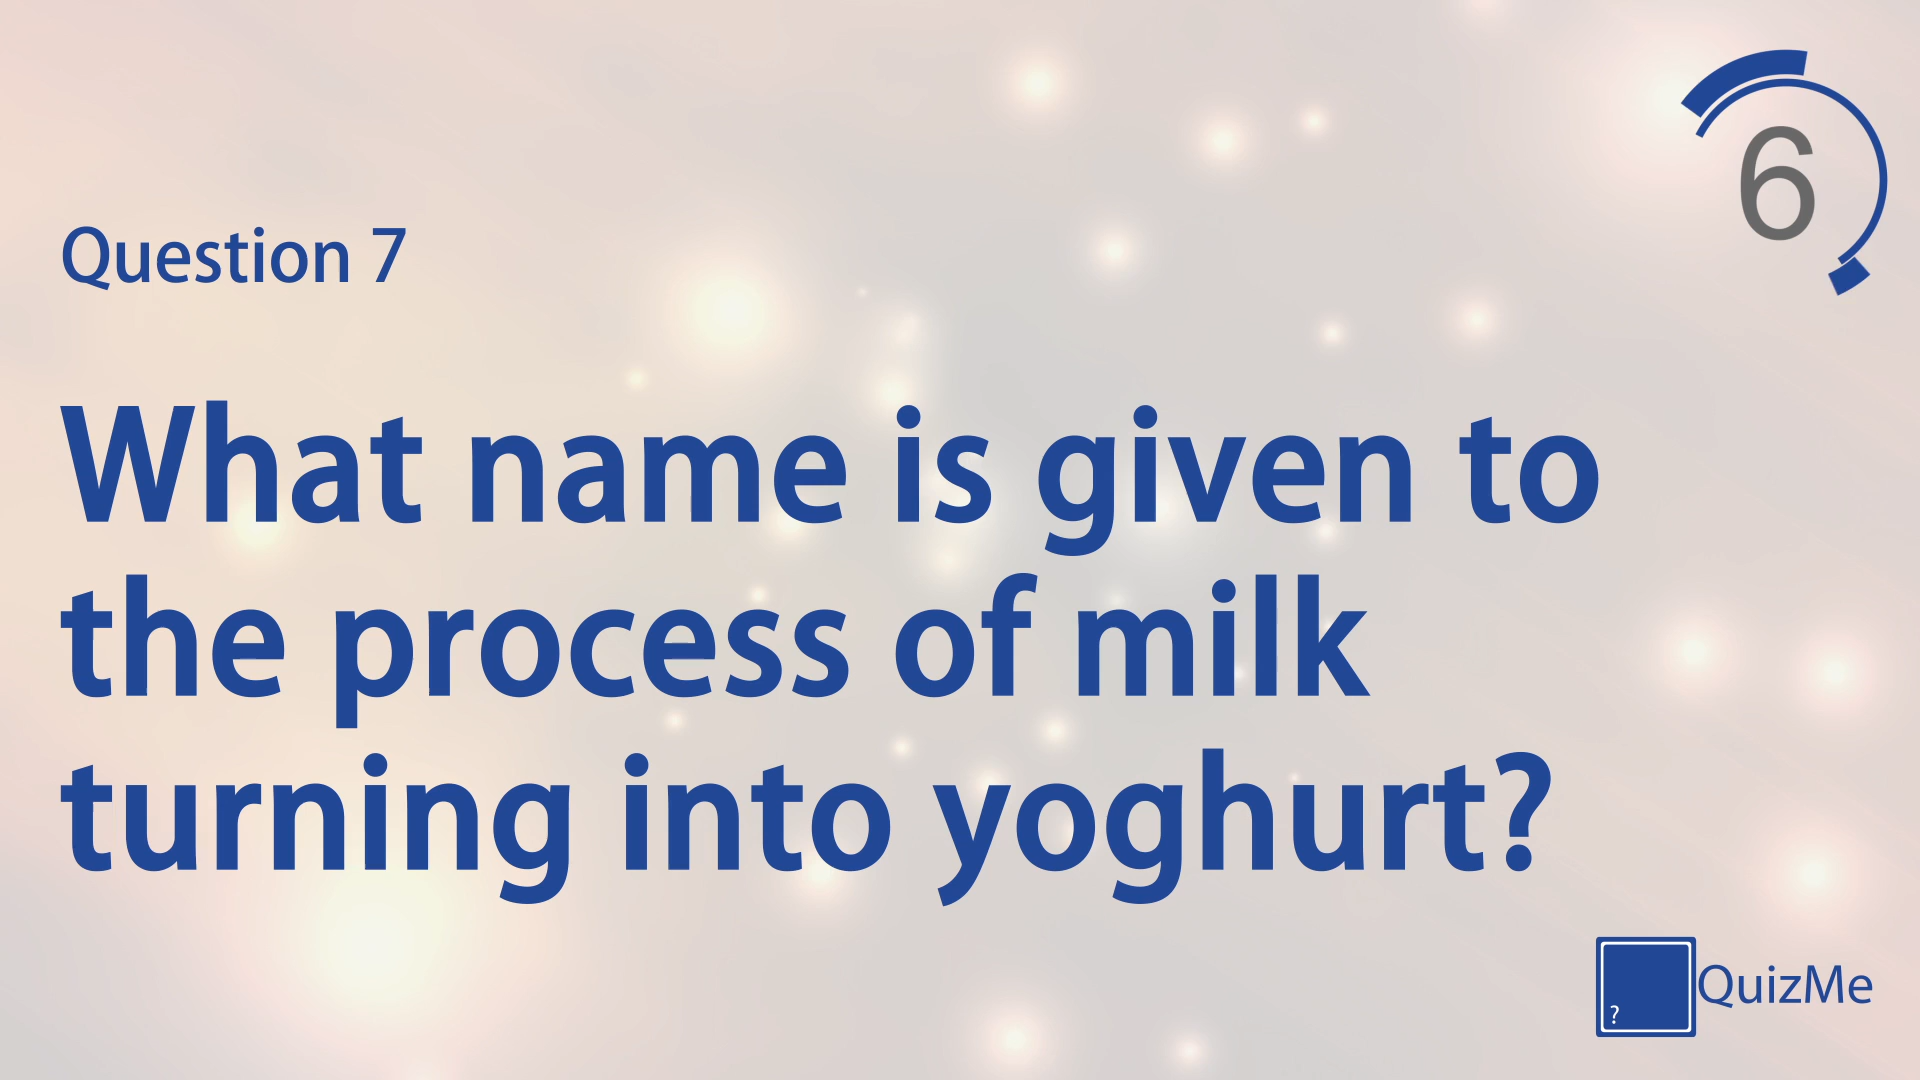 6
Question 7
What name is given to
the process of milk
turning into yoghurt?
?
QuizMe